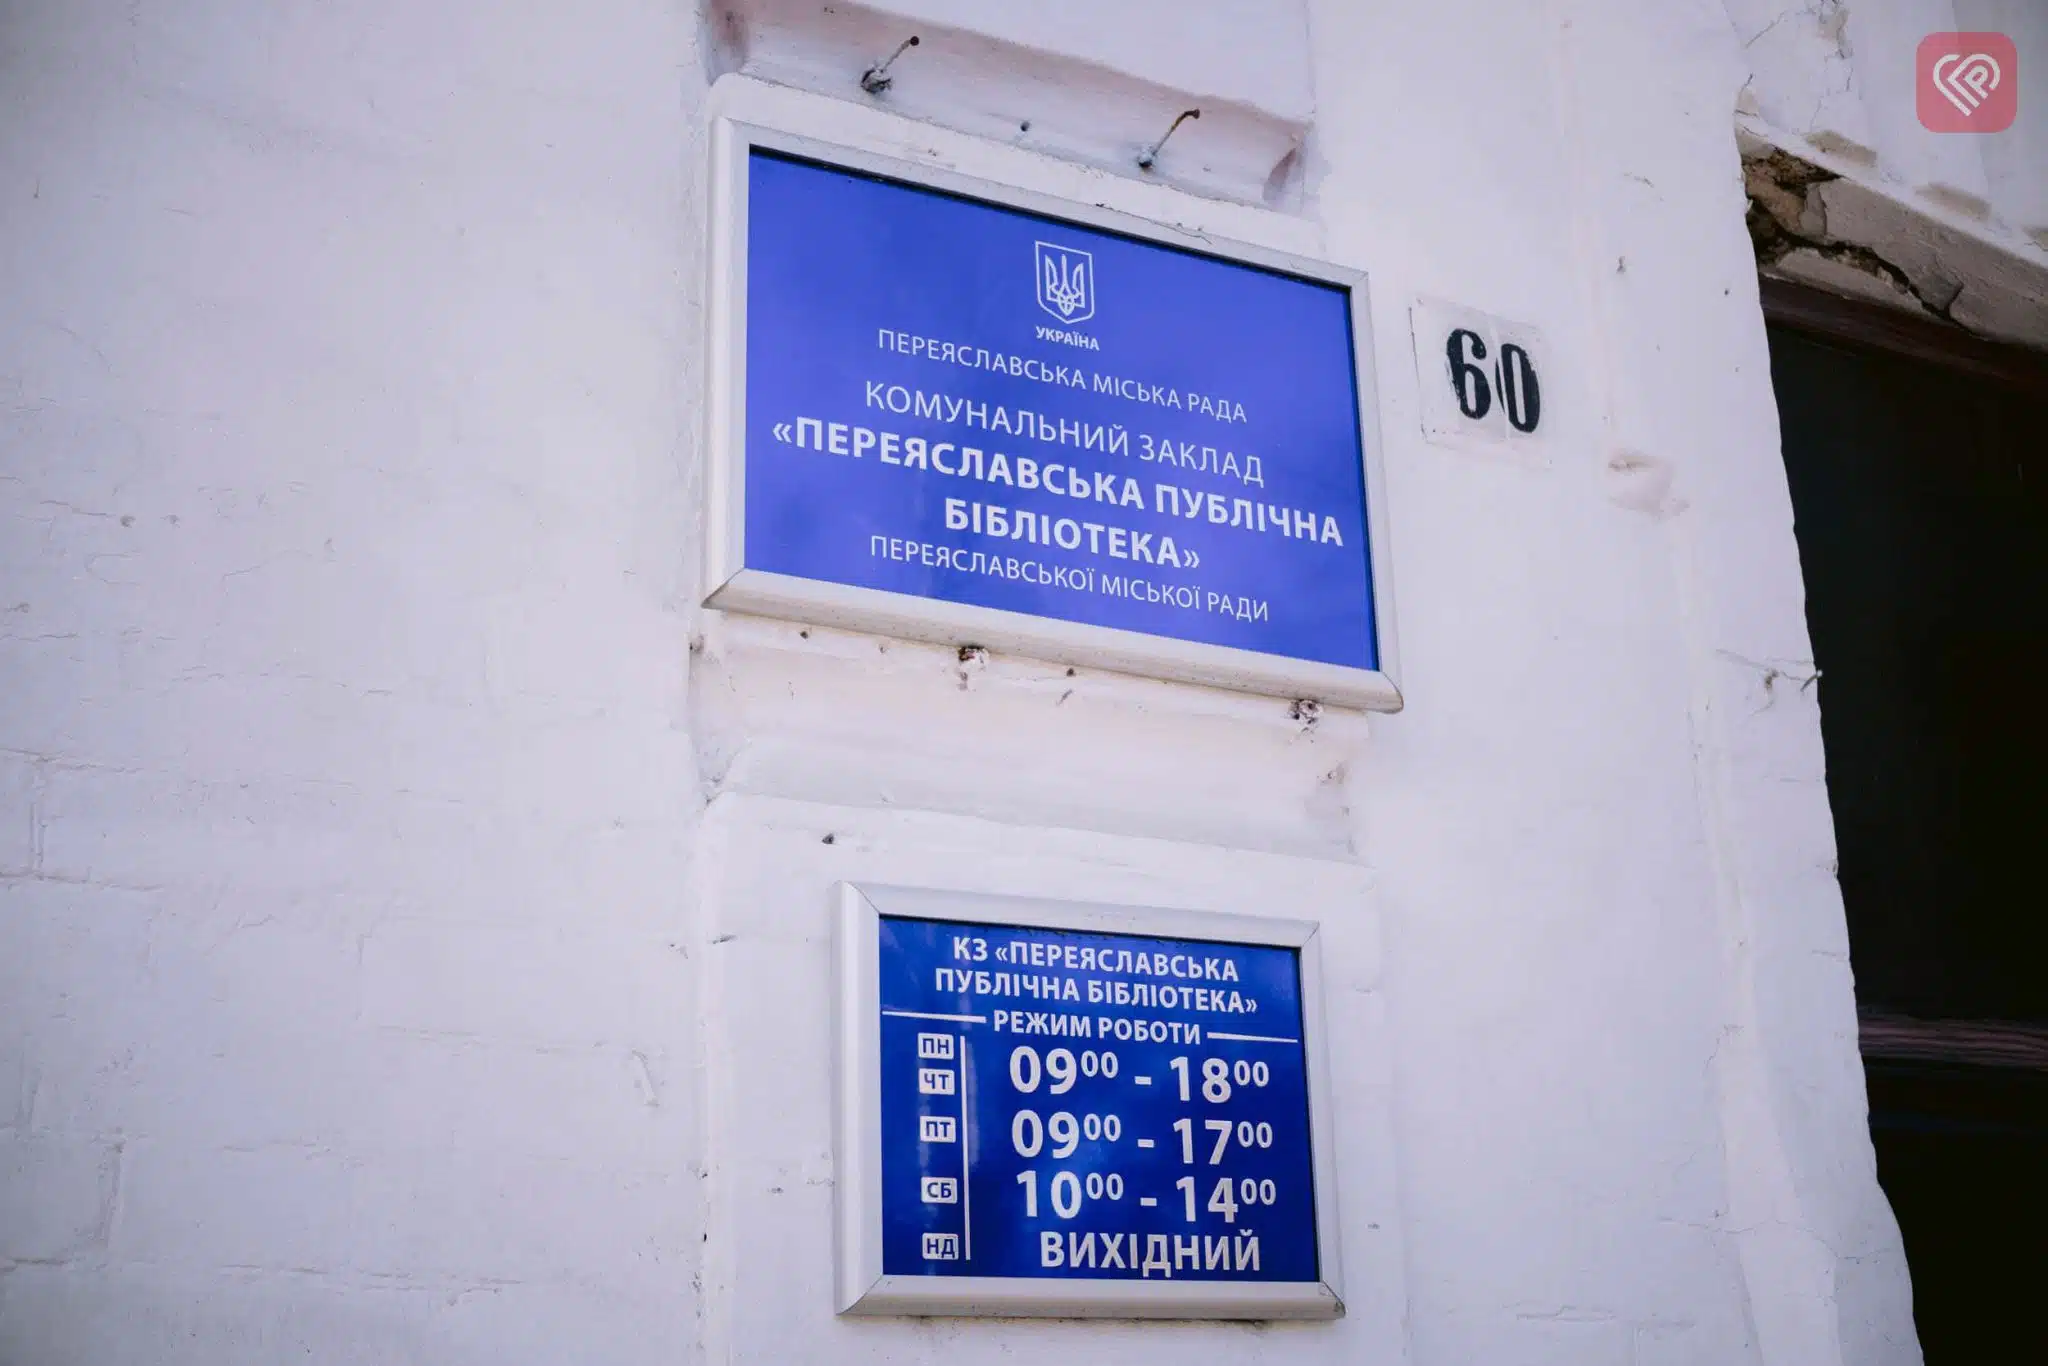 УКРАЇНА
ПЕРЕЯСЛАВСЬКА МІСЬКА РАДА
КОМУНАЛЬНИЙ ЗАКЛАД
«ПЕРЕЯСЛАВСЬКА ПУБЛІЧНА
БІБЛІОТЕКА»
ПЕРЕЯСЛАВСЬКОЇ МІСЬКОЇ РАДИ
60
КЗ «ПЕРЕЯСЛАВСЬКА
ПУБЛІЧНА БІБЛІОТЕКА»
РЕЖИМ РОБОТИ
ПН
ЧТ
09⁰⁰ - 18⁰⁰
ПТ 09⁰⁰ - 17⁰⁰
СБ 10⁰⁰ - 14⁰⁰
НД ВИХІДНИЙ